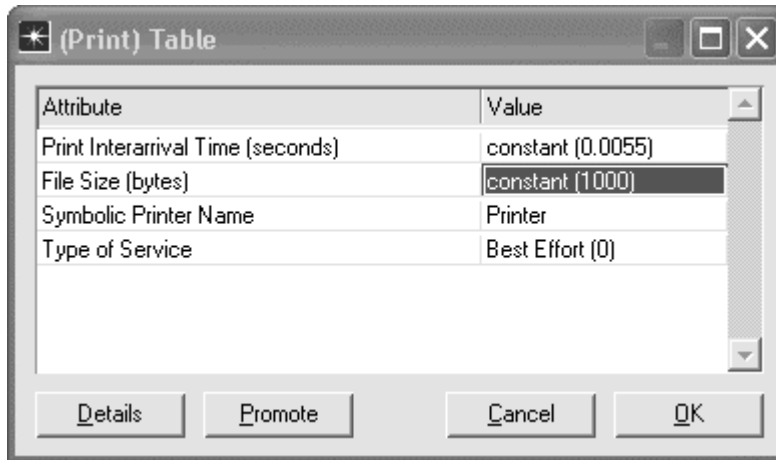 (Print) Table
Attribute Value
Print Interarrival Time (seconds) constant (0.0055)
File Size (bytes) constant (1000)
Symbolic Printer Name Printer
Type of Service Best Effort (0)
Details Promote Cancel OK